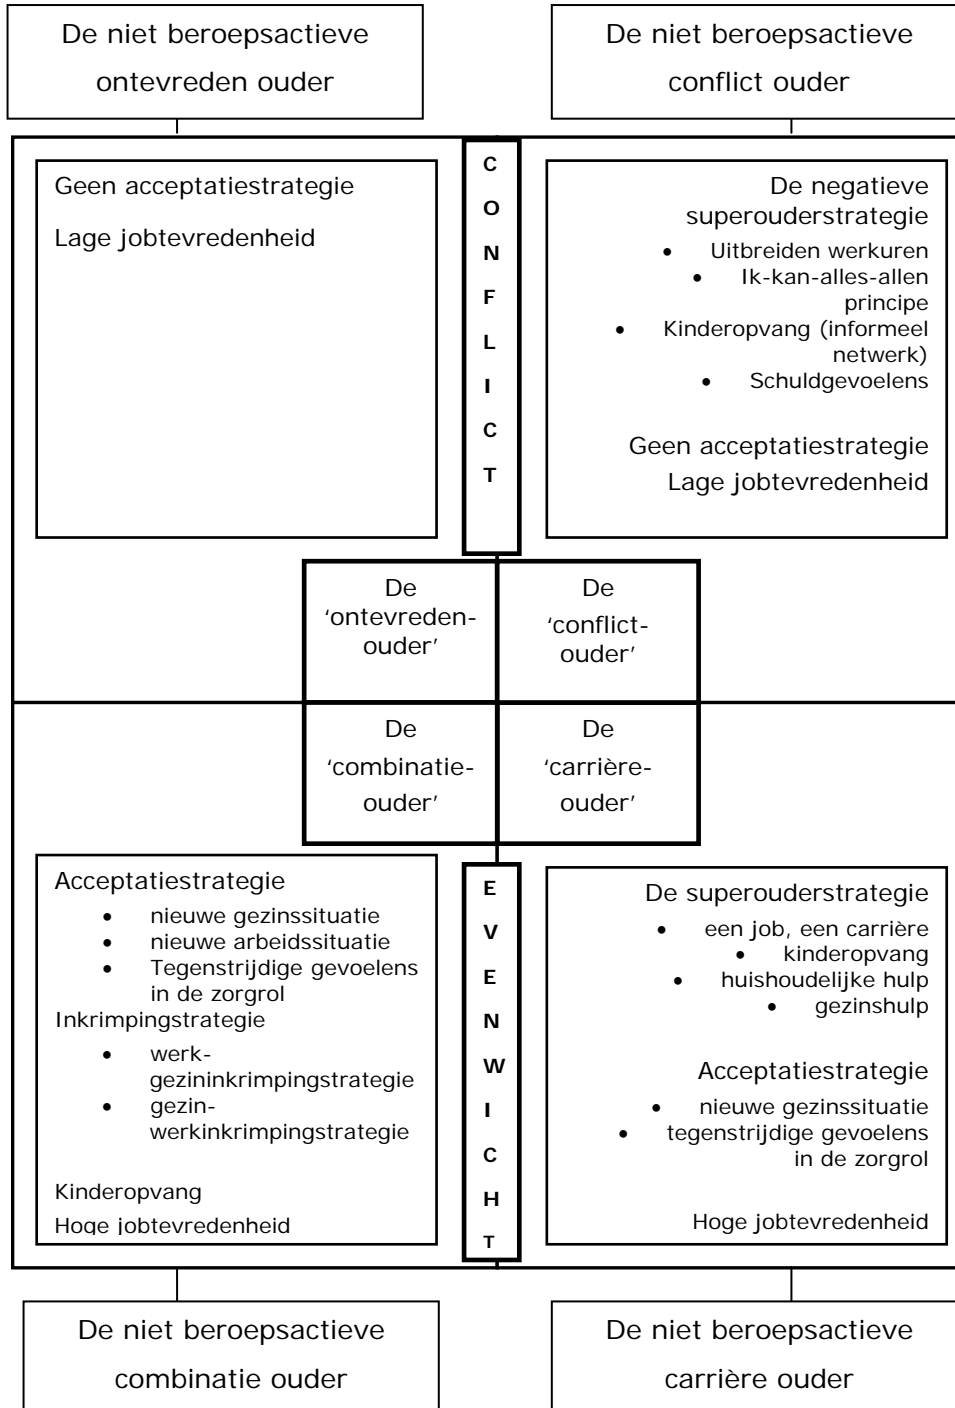 De niet beroepsactieve
ontevreden ouder
De niet beroepsactieve
conflict ouder
Geen acceptatiestrategie
Lage jobtevredenheid
C
O
N
F
L
I
C
T
De negatieve
superouderstrategie
• Uitbreiden werkuren
• Ik-kan-alles-allen
principe
• Kinderopvang (informeel
netwerk)
• Schuldgevoelens
Geen acceptatiestrategie
Lage jobtevredenheid
De
‘ontevreden-
ouder’
De
‘conflict-
ouder’
De
‘combinatie-
ouder’
De
‘carrière-
ouder’
Acceptatiestrategie
• nieuwe gezinssituatie
• nieuwe arbeidssituatie
• Tegenstrijdige gevoelens
in de zorgrol
Inkrimpingstrategie
• werk-
gezininkrimpingstrategie
• gezin-
werkinkrimpingstrategie
Kinderopvang
Hoge jobtevredenheid
E
V
E
N
W
I
C
H
T
De superouderstrategie
• een job, een carrière
• kinderopvang
• huishoudelijke hulp
• gezinshulp
Acceptatiestrategie
• nieuwe gezinssituatie
• tegenstrijdige gevoelens
in de zorgrol
Hoge jobtevredenheid
De niet beroepsactieve
combinatie ouder
De niet beroepsactieve
carrière ouder